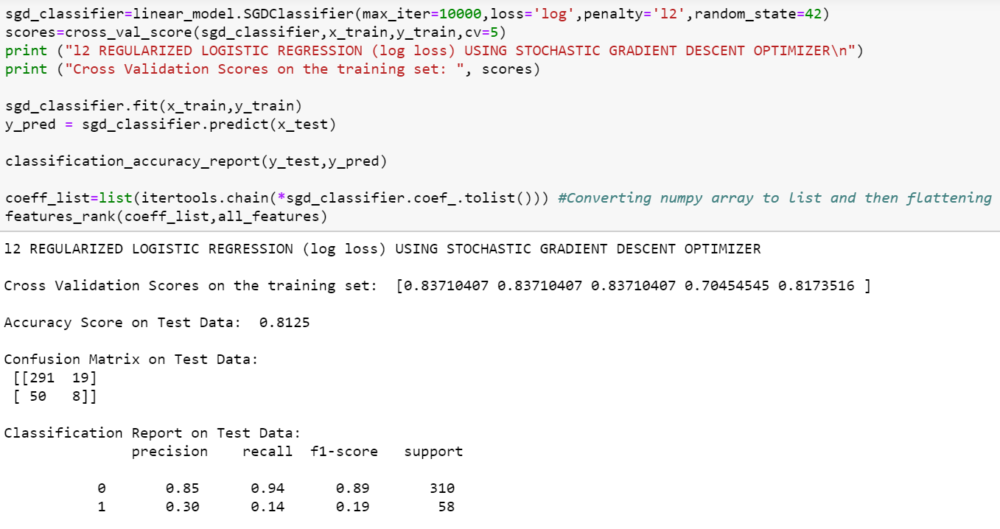 sgd_classifier=linear_model.SGDClassifier(max_iter=10000,loss='log',penalty='l2',random_state=42)
scores=cross_val_score(sgd_classifier,x_train,y_train,cv=5)
print ("l2 REGULARIZED LOGISTIC REGRESSION (log loss) USING STOCHASTIC GRADIENT DESCENT OPTIMIZER\n")
print ("Cross Validation Scores on the training set: ", scores)
sgd_classifier.fit(x_train,y_train)
y_pred = sgd_classifier.predict(x_test)
classification_accuracy_report(y_test,y_pred)
coeff_list=list(itertools.chain(*sgd_classifier.coef_.tolist())) #Converting numpy array to list and then flattening
features_rank(coeff_list,all_features)
l2 REGULARIZED LOGISTIC REGRESSION (log loss) USING STOCHASTIC GRADIENT DESCENT OPTIMIZER
Cross Validation Scores on the training set:  [0.83710407 0.83710407 0.83710407 0.70454545 0.8173516 ]
Accuracy Score on Test Data:  0.8125
Confusion Matrix on Test Data:
[[291  19]
[ 50   8]]
Classification Report on Test Data:
precision    recall  f1-score   support
0       0.85      0.94      0.89       310
1       0.30      0.14      0.19        58